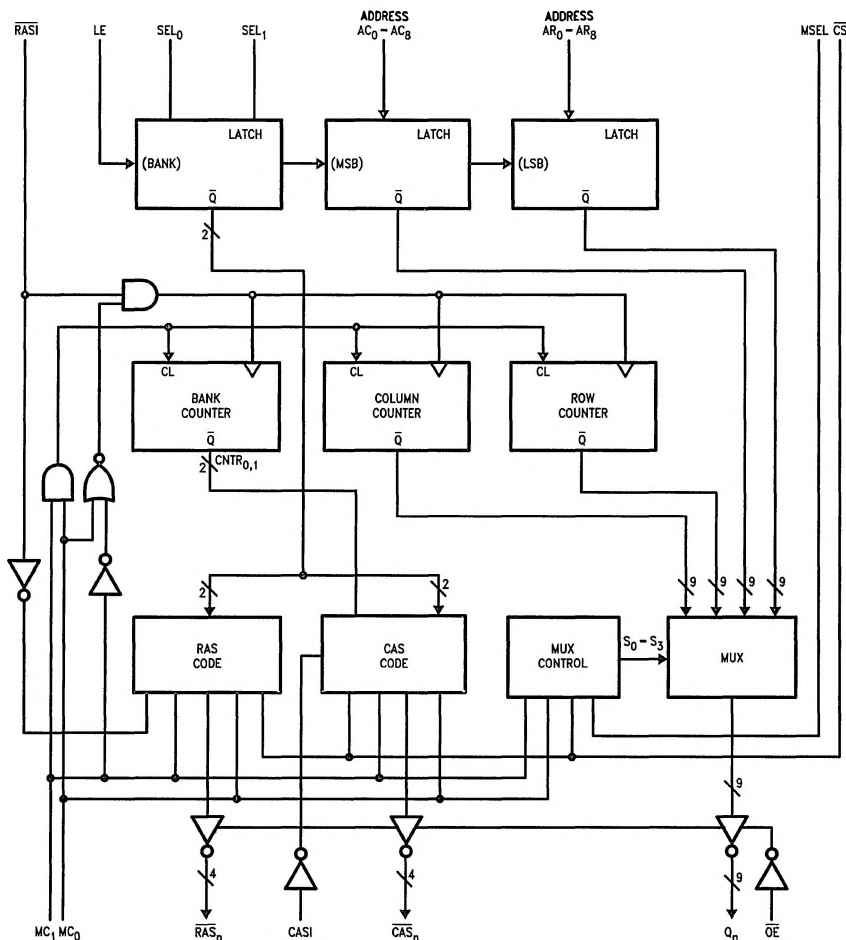 RASI
LE
SEL0
SEL1
ADDRESS
AC0 – AC8
ADDRESS
AR0 – AR8
MSEL
CS
LATCH
(BANK)
Q
LATCH
(MSB)
Q
LATCH
(LSB)
Q
2
CL
BANK
COUNTER
Q
CL
COLUMN
COUNTER
Q
CL
ROW
COUNTER
Q
2
CNTR0,1
2
2
9
9
9
9
RAS
CODE
CAS
CODE
MUX
CONTROL
S0 – S3
MUX
9
4
4
9
MC1
MC0
RASn
CASI
CASn
Qn
OE